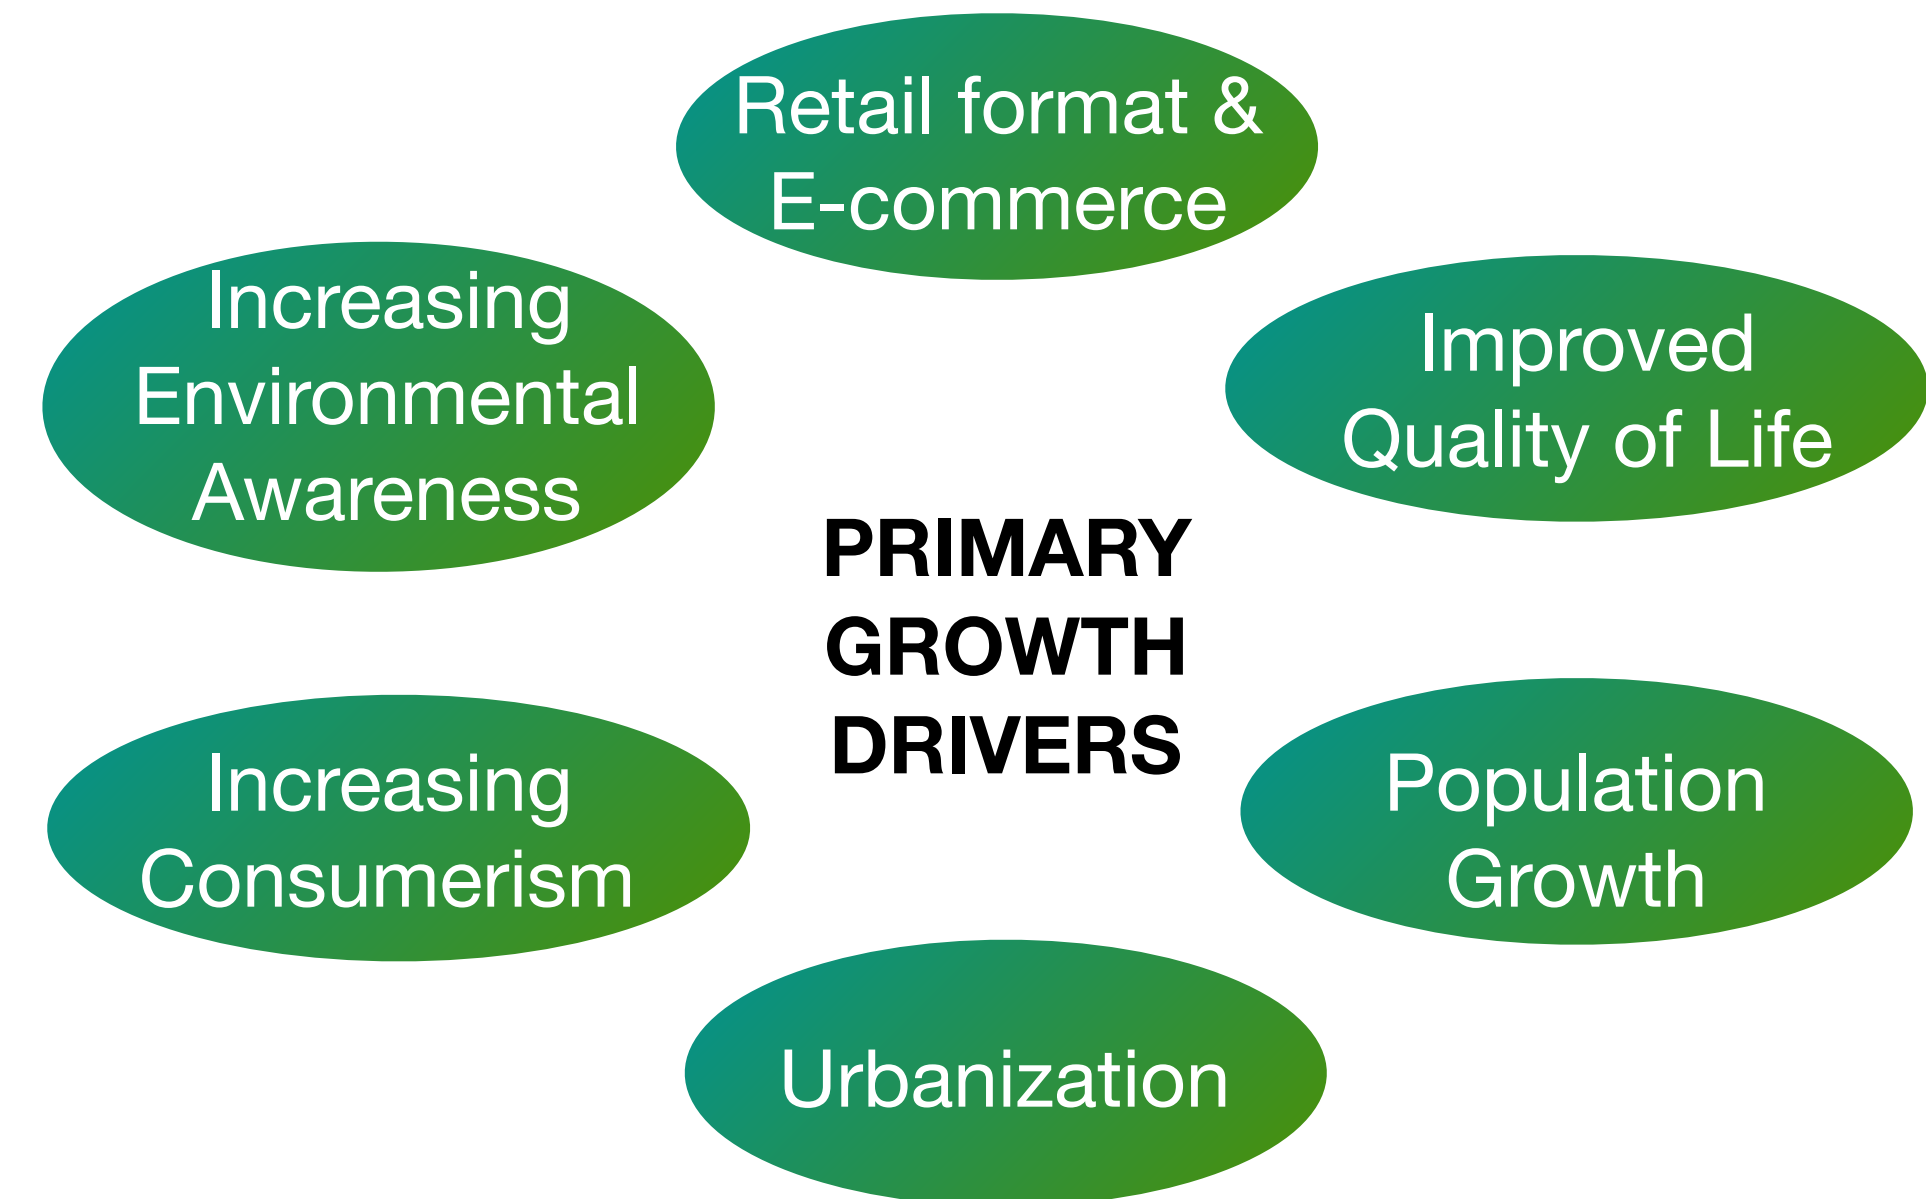 Retail format &
E-commerce
Increasing
Environmental
Awareness
Improved
Quality of Life
PRIMARY
GROWTH
DRIVERS
Increasing
Consumerism
Population
Growth
Urbanization